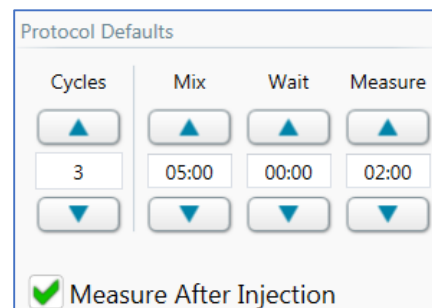 Protocol Defaults
Cycles Mix Wait Measure
3 05:00 00:00 02:00
Measure After Injection